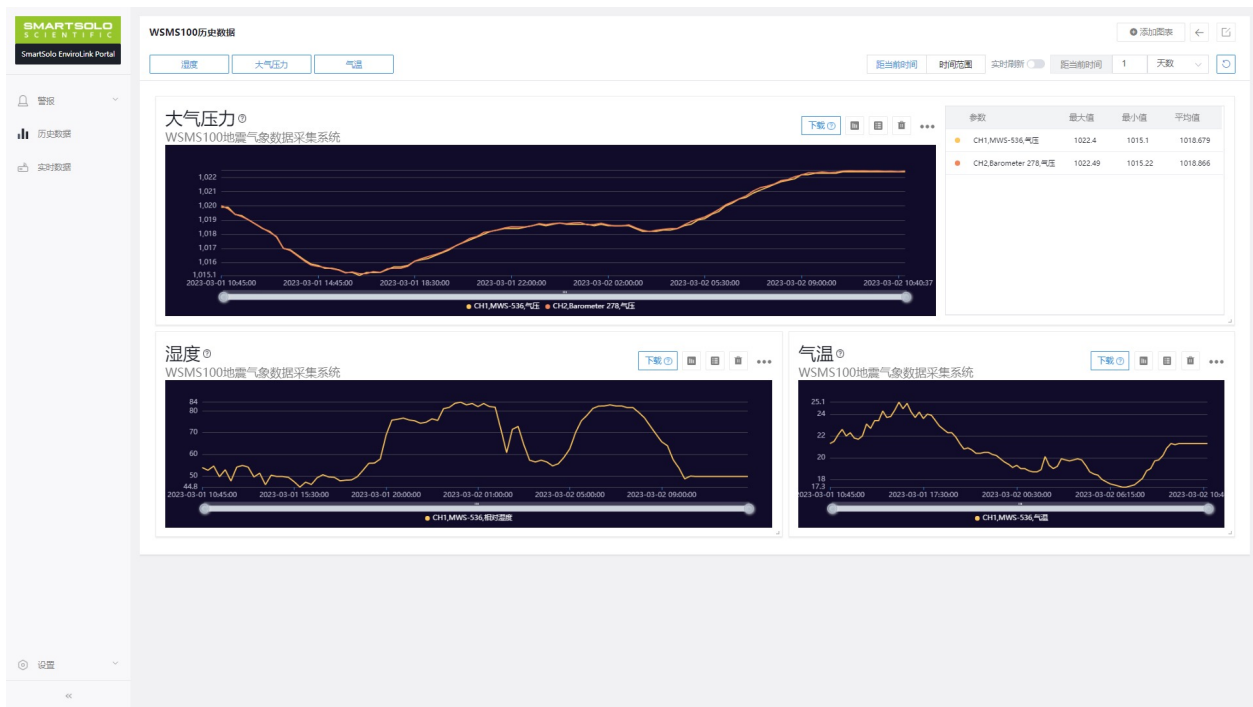 SMARTSOLO
SCIENTIFIC
SmartSolo EnviroLink Portal
警报
历史数据
实时数据
设置
WSMS100历史数据
添加图表
湿度 大气压力 气温
距当前时间 时间范围 实时刷新 距当前时间 1 天数
大气压力
WSMS100地震气象数据采集系统
下载
1,022
1,021
1,020
1,019
1,018
1,017
1,016
1,015.1
2023-03-01 10:45:00 2023-03-01 14:45:00 2023-03-01 18:30:00 2023-03-01 22:00:00 2023-03-02 02:00:00 2023-03-02 05:30:00 2023-03-02 09:00:00 2023-03-02 10:40:37
CH1,MWS-536,气压 CH2,Barometer 278,气压
参数 最大值 最小值 平均值
CH1,MWS-536,气压 1022.4 1015.1 1018.679
CH2,Barometer 278,气压 1022.49 1015.22 1018.866
湿度
WSMS100地震气象数据采集系统
下载
84
80
70
60
50
44.8
2023-03-01 10:45:00 2023-03-01 15:30:00 2023-03-01 20:00:00 2023-03-02 01:00:00 2023-03-02 05:00:00 2023-03-02 09:00:00
CH1,MWS-536,相对湿度
气温
WSMS100地震气象数据采集系统
下载
25.1
24
22
20
18
17.3
2023-03-01 10:45:00 2023-03-01 17:30:00 2023-03-02 00:30:00 2023-03-02 06:15:00 2023-03-02 10:4
CH1,MWS-536,气温